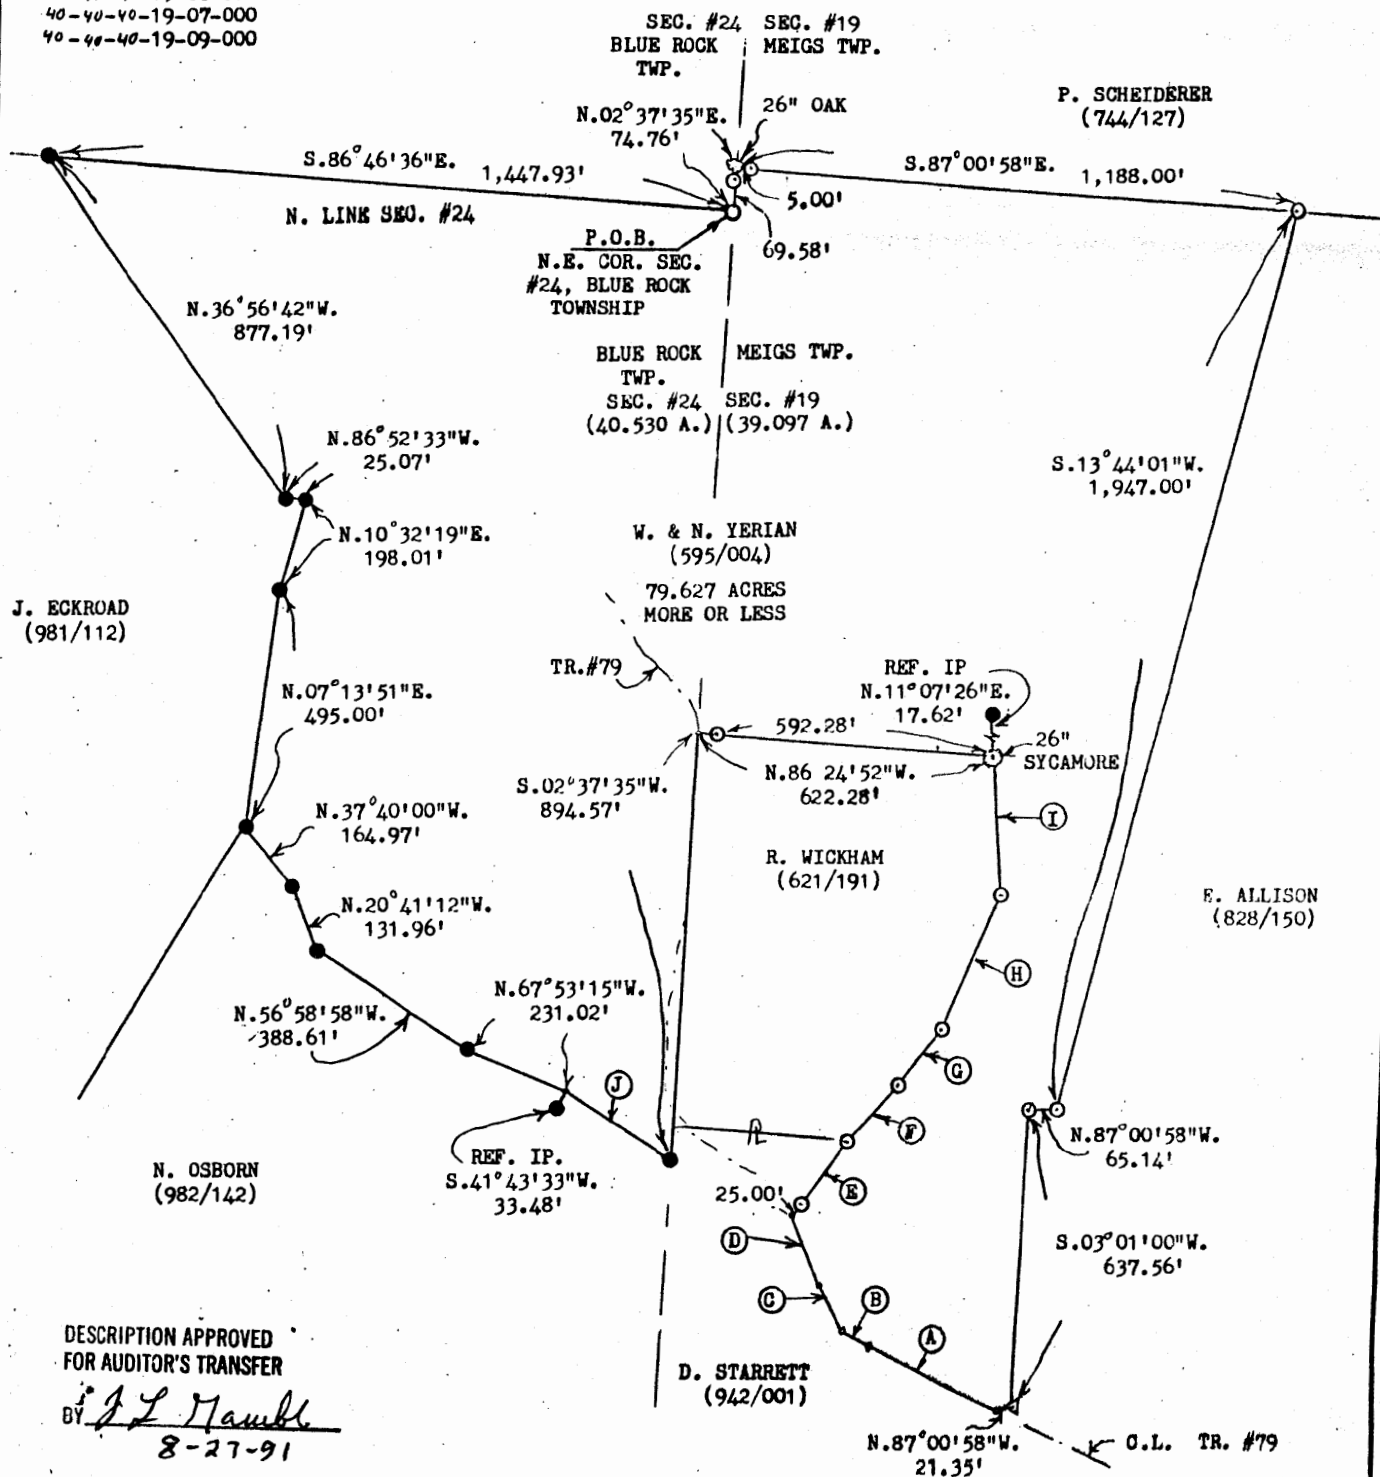 40-40-40-19-07-000
40-40-40-19-09-000
SEC. #24 SEC. #19
BLUE ROCK MEIGS TWP.
TWP.
P. SCHEIDERER
(744/127)
N.02°37'35"E.
74.76'
26" OAK
S.86°46'36"E.
1,447.93'
S.87°00'58"E.
1,188.00'
5.00'
69.58'
N. LINE SEC. #24
P.O.B.
N.E. COR. SEC.
#24, BLUE ROCK
TOWNSHIP
N.36°56'42"W.
877.19'
BLUE ROCK MEIGS TWP.
TWP.
SEC. #24 SEC. #19
(40.530 A.) (39.097 A.)
N.86°52'33"W.
25.07'
S.13°44'01"W.
1,947.00'
N.10°32'19"E.
198.01'
W. & N. YERIAN
(595/004)
79.627 ACRES
MORE OR LESS
J. ECKROAD
(981/112)
TR.#79
REF. IP
N.11°07'26"E.
17.62'
N.07°13'51"E.
495.00'
592.28'
26"
SYCAMORE
N.86 24'52"W.
622.28'
S.02°37'35"W.
894.57'
N.37°40'00"W.
164.97'
I
R. WICKHAM
(621/191)
E. ALLISON
(828/150)
N.20°41'12"W.
131.96'
H
N.67°53'15"W.
231.02'
N.56°58'58"W.
388.61'
G
J
F
PL
N.87°00'58"W.
65.14'
N. OSBORN
(982/142)
REF. IP.
S.41°43'33"W.
33.48'
25.00'
E
D
S.03°01'00"W.
637.56'
C
B
A
DESCRIPTION APPROVED
FOR AUDITOR'S TRANSFER
BY
8-27-91
D. STARRETT
(942/001)
N.87°00'58"W.
21.35'
C.L. TR. #79